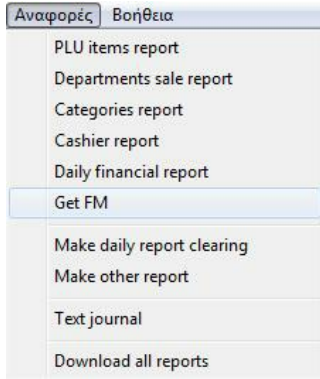 Αναφορές Βοήθεια
PLU items report
Departments sale report
Categories report
Cashier report
Daily financial report
Get FM
Make daily report clearing
Make other report
Text journal
Download all reports